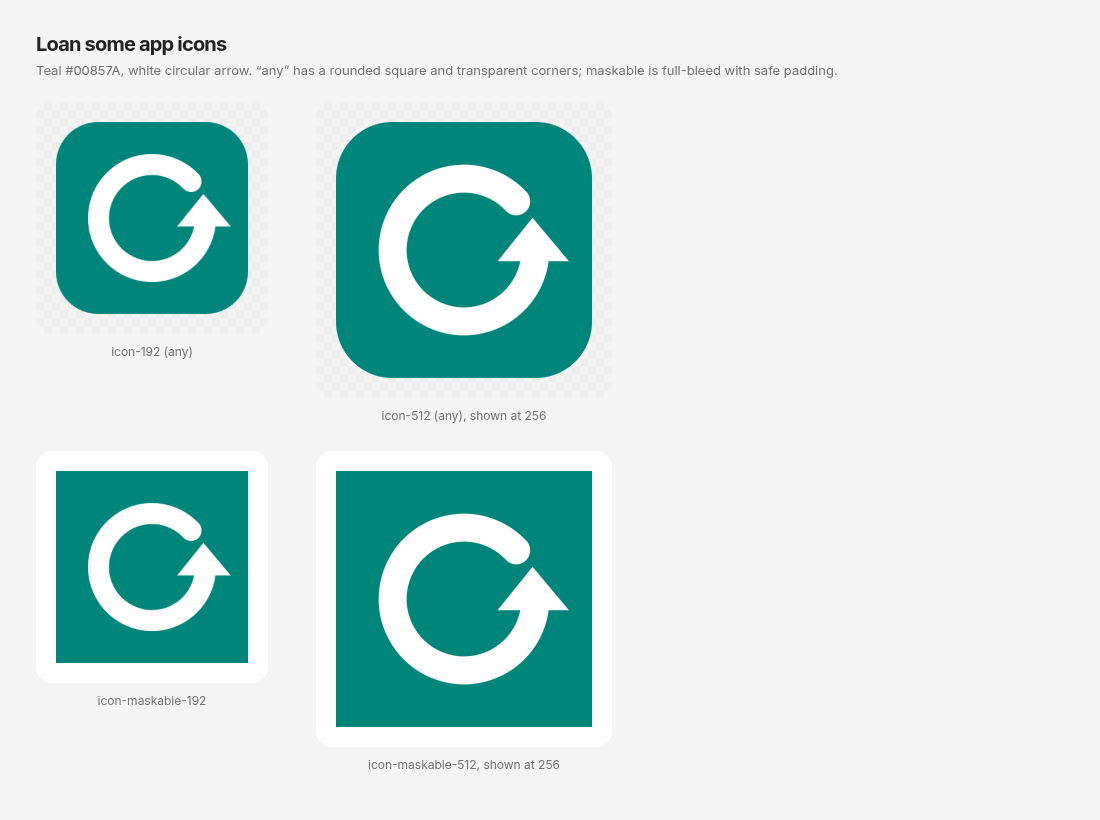 Loan some app icons
Teal #00857A, white circular arrow. “any” has a rounded square and transparent corners; maskable is full-bleed with safe padding.
icon-192 (any)
icon-512 (any), shown at 256
icon-maskable-192
icon-maskable-512, shown at 256